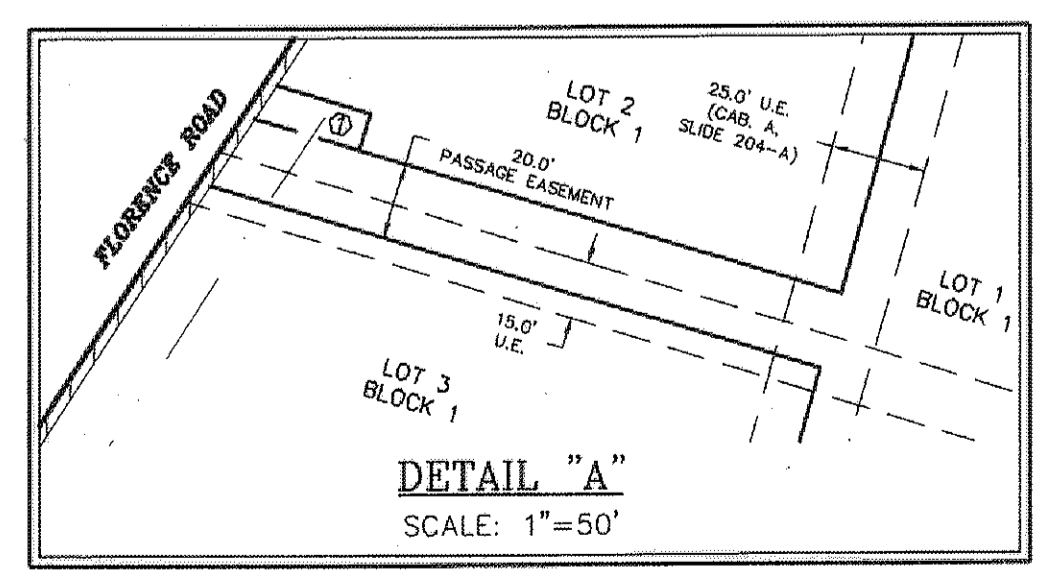 FLORENCE ROAD
1
LOT 2
BLOCK 1
25.0' U.E.
(CAB. A,
SLIDE 204-A)
20.0'
PASSAGE EASEMENT
LOT 1
BLOCK 1
15.0'
U.E.
LOT 3
BLOCK 1
DETAIL "A"
SCALE: 1"=50'